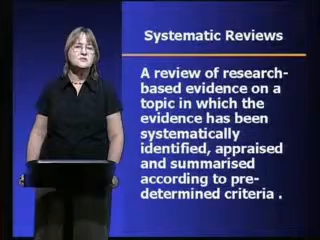 Systematic Reviews
A review of research-
based evidence on a
topic in which the
evidence has been
systematically
identified, appraised
and summarised
according to pre-
determined criteria .